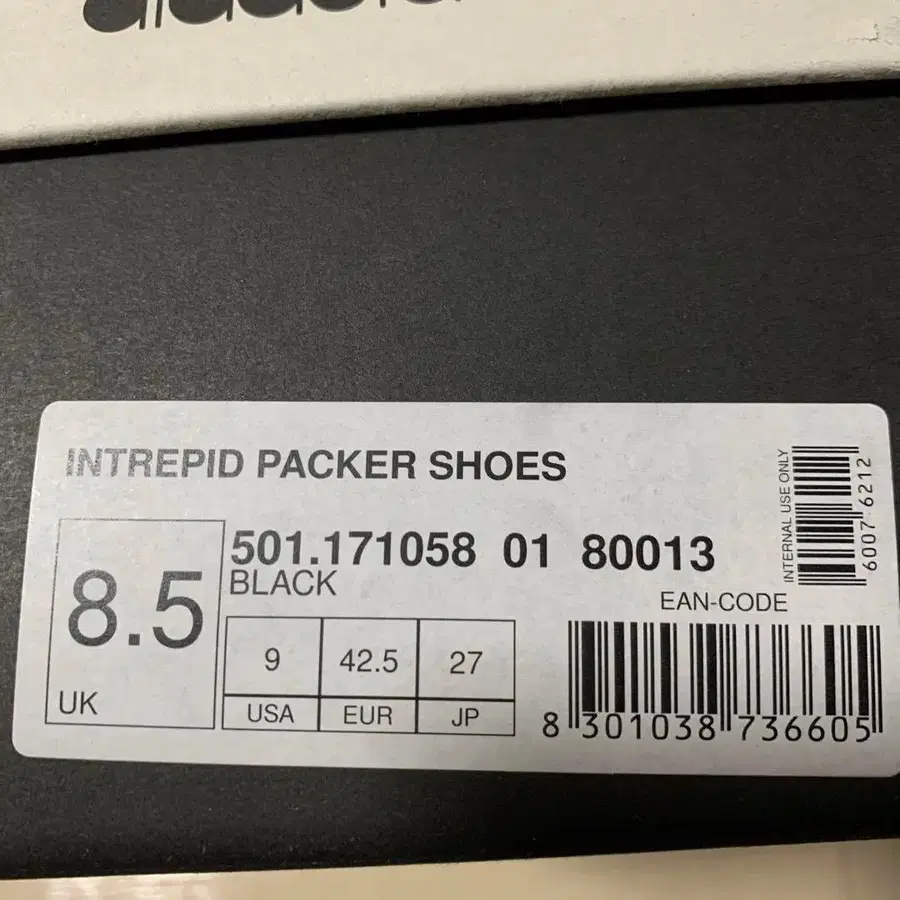 INTREPID PACKER SHOES
501.171058 01 80013
BLACK
8.5
UK
9 42.5 27
USA EUR JP
INTERNAL USE ONLY
6007 6212
EAN-CODE
8 301038 736605